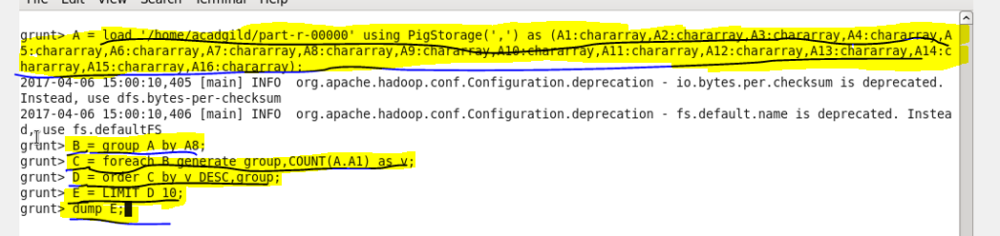 File Edit View Search Terminal Help
grunt> A = load '/home/acadgild/part-r-00000' using PigStorage(',') as (A1:chararray,A2:chararray,A3:chararray,A4:chararray,A
5:chararray,A6:chararray,A7:chararray,A8:chararray,A9:chararray,A10:chararray,A11:chararray,A12:chararray,A13:chararray,A14:c
hararray,A15:chararray,A16:chararray);
2017-04-06 15:00:10,405 [main] INFO  org.apache.hadoop.conf.Configuration.deprecation - io.bytes.per.checksum is deprecated.
Instead, use dfs.bytes-per-checksum
2017-04-06 15:00:10,406 [main] INFO  org.apache.hadoop.conf.Configuration.deprecation - fs.default.name is deprecated. Instea
d, use fs.defaultFS
grunt> B = group A by A8;
grunt> C = foreach B generate group,COUNT(A.A1) as v;
grunt> D = order C by v DESC,group;
grunt> E = LIMIT D 10;
grunt> dump E;